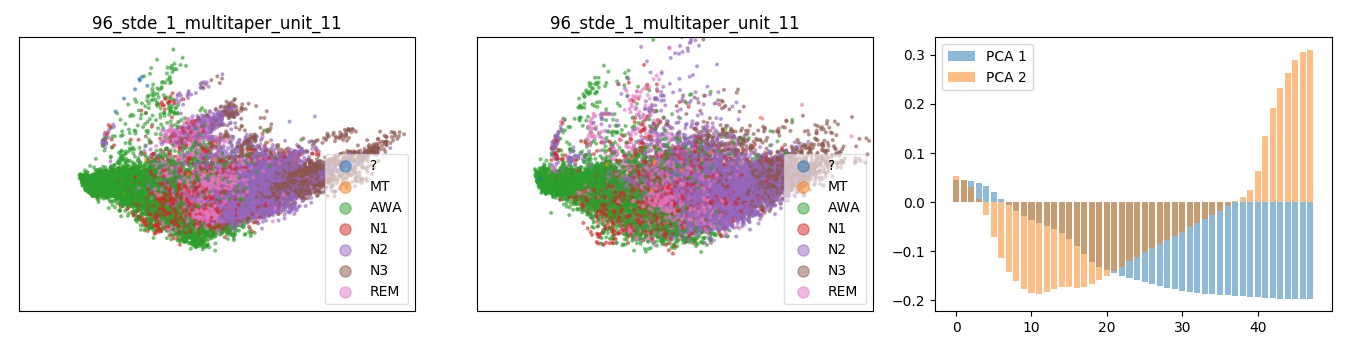 96_stde_1_multitaper_unit_11
?
MT
AWA
N1
N2
N3
REM
96_stde_1_multitaper_unit_11
?
MT
AWA
N1
N2
N3
REM
PCA 1
PCA 2
0.3
0.2
0.1
0.0
−0.1
−0.2
0 10 20 30 40